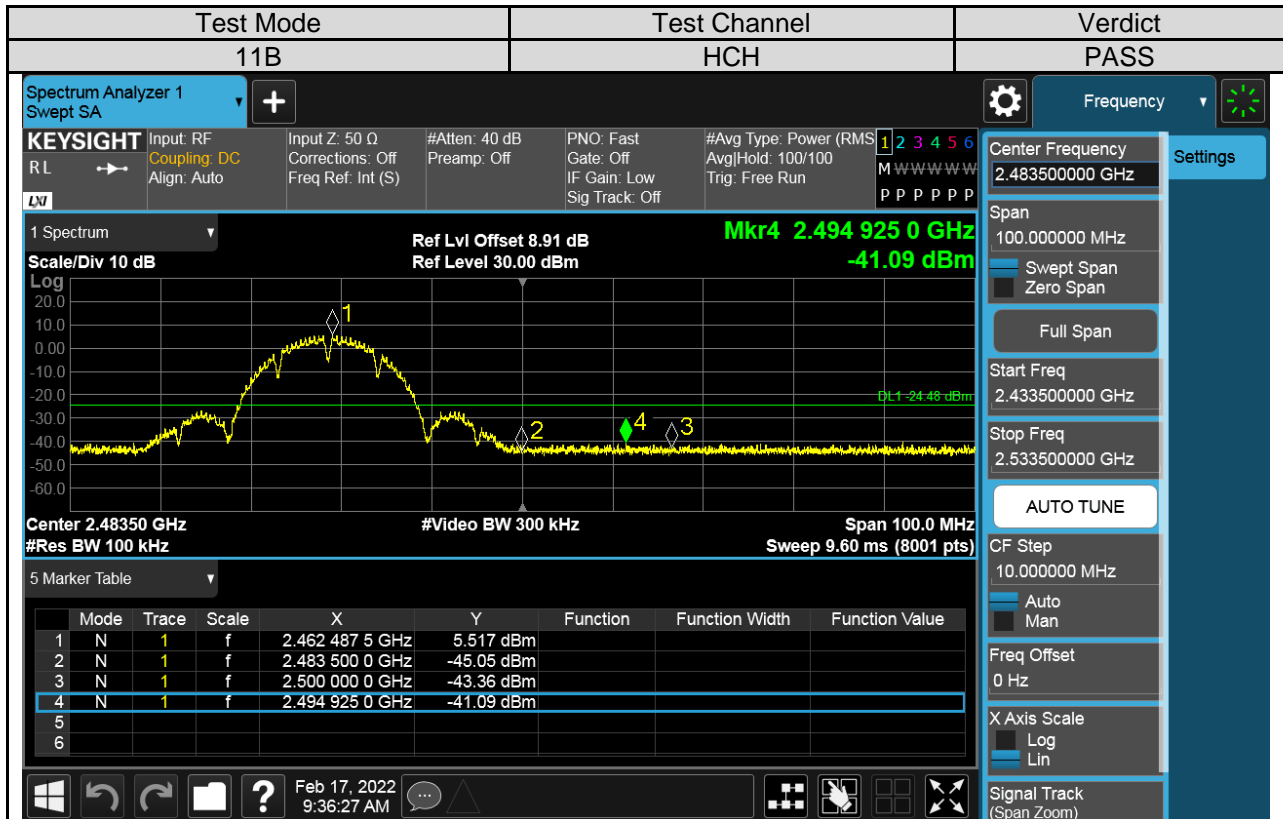 Test Mode Test Channel Verdict
11B HCH PASS
Spectrum Analyzer 1
Swept SA
+
Frequency
KEYSIGHT
RL
LXI
Input: RF
Coupling: DC
Align: Auto
Input Z: 50 Ω
Corrections: Off
Freq Ref: Int (S)
#Atten: 40 dB
Preamp: Off
PNO: Fast
Gate: Off
IF Gain: Low
Sig Track: Off
#Avg Type: Power (RMS
Avg|Hold: 100/100
Trig: Free Run
1 2 3 4 5 6
M W W W W W
P P P P P P
1 Spectrum
Scale/Div 10 dB
Ref Lvl Offset 8.91 dB
Ref Level 30.00 dBm
Mkr4 2.494 925 0 GHz
-41.09 dBm
Log
20.0
10.0
0.00
-10.0
-20.0
-30.0
-40.0
-50.0
-60.0
1
2
4
3
DL1 -24.48 dBm
Center 2.48350 GHz #Video BW 300 kHz Span 100.0 MHz
#Res BW 100 kHz Sweep 9.60 ms (8001 pts)
5 Marker Table
Mode Trace Scale X Y Function Function Width Function Value
1 N 1 f 2.462 487 5 GHz 5.517 dBm
2 N 1 f 2.483 500 0 GHz -45.05 dBm
3 N 1 f 2.500 000 0 GHz -43.36 dBm
4 N 1 f 2.494 925 0 GHz -41.09 dBm
5
6
?
Feb 17, 2022
9:36:27 AM
Center Frequency
2.483500000 GHz
Settings
Span
100.000000 MHz
Swept Span
Zero Span
Full Span
Start Freq
2.433500000 GHz
Stop Freq
2.533500000 GHz
AUTO TUNE
CF Step
10.000000 MHz
Auto
Man
Freq Offset
0 Hz
X Axis Scale
Log
Lin
Signal Track
(Span Zoom)